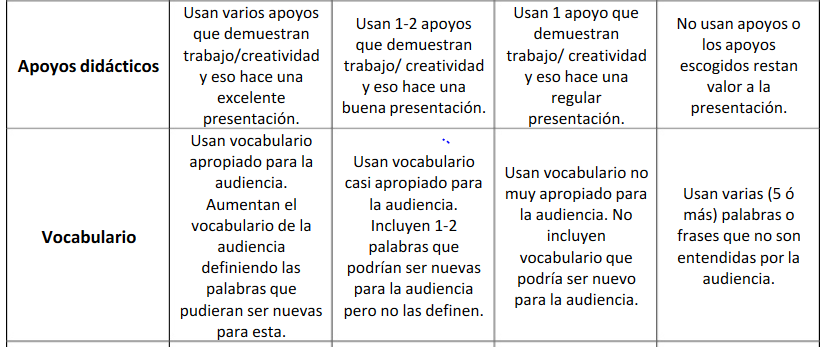 Apoyos didácticos
Usan varios apoyos
que demuestran
trabajo/creatividad
y eso hace una
excelente
presentación.
Usan 1-2 apoyos
que demuestran
trabajo/ creatividad
y eso hace una
buena presentación.
Usan 1 apoyo que
demuestran
trabajo/ creatividad
y eso hace una
regular
presentación.
No usan apoyos o
los apoyos
escogidos restan
valor a la
presentación.
Vocabulario
Usan vocabulario
apropiado para la
audiencia.
Aumentan el
vocabulario de la
audiencia
definiendo las
palabras que
pudieran ser nuevas
para esta.
Usan vocabulario
casi apropiado para
la audiencia.
Incluyen 1-2
palabras que
podrían ser nuevas
para la audiencia
pero no las definen.
Usan vocabulario no
muy apropiado para
la audiencia. No
incluyen
vocabulario que
podría ser nuevo
para la audiencia.
Usan varias (5 ó
más) palabras o
frases que no son
entendidas por la
audiencia.